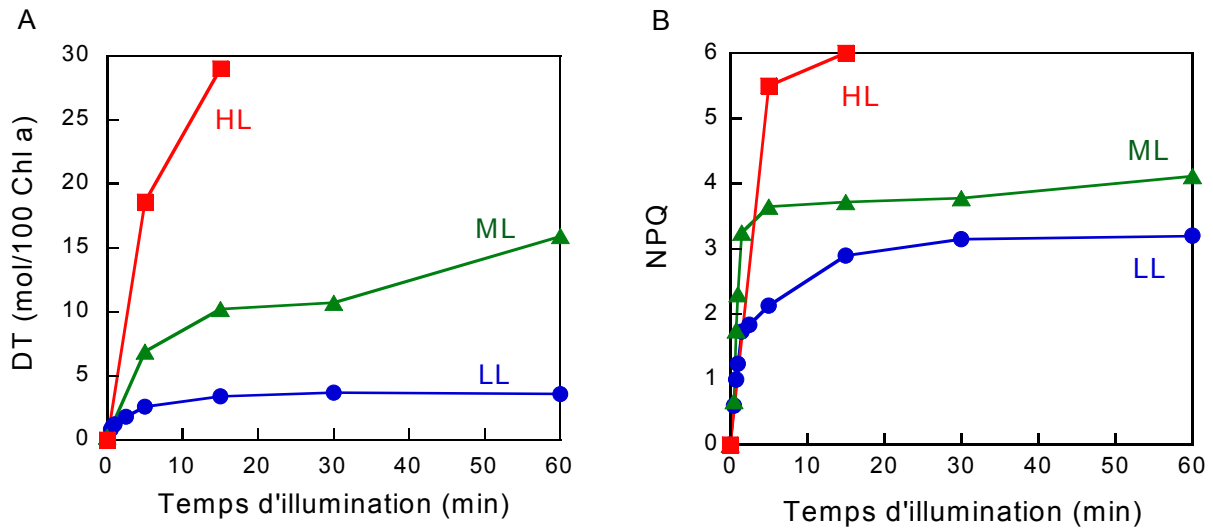 A
DT (mol/100 Chl a)
30
25
20
15
10
5
0
HL
ML
LL
0 10 20 30 40 50 60
Temps d'illumination (min)
B
NPQ
6
5
4
3
2
1
0
HL
ML
LL
0 10 20 30 40 50 60
Temps d'illumination (min)